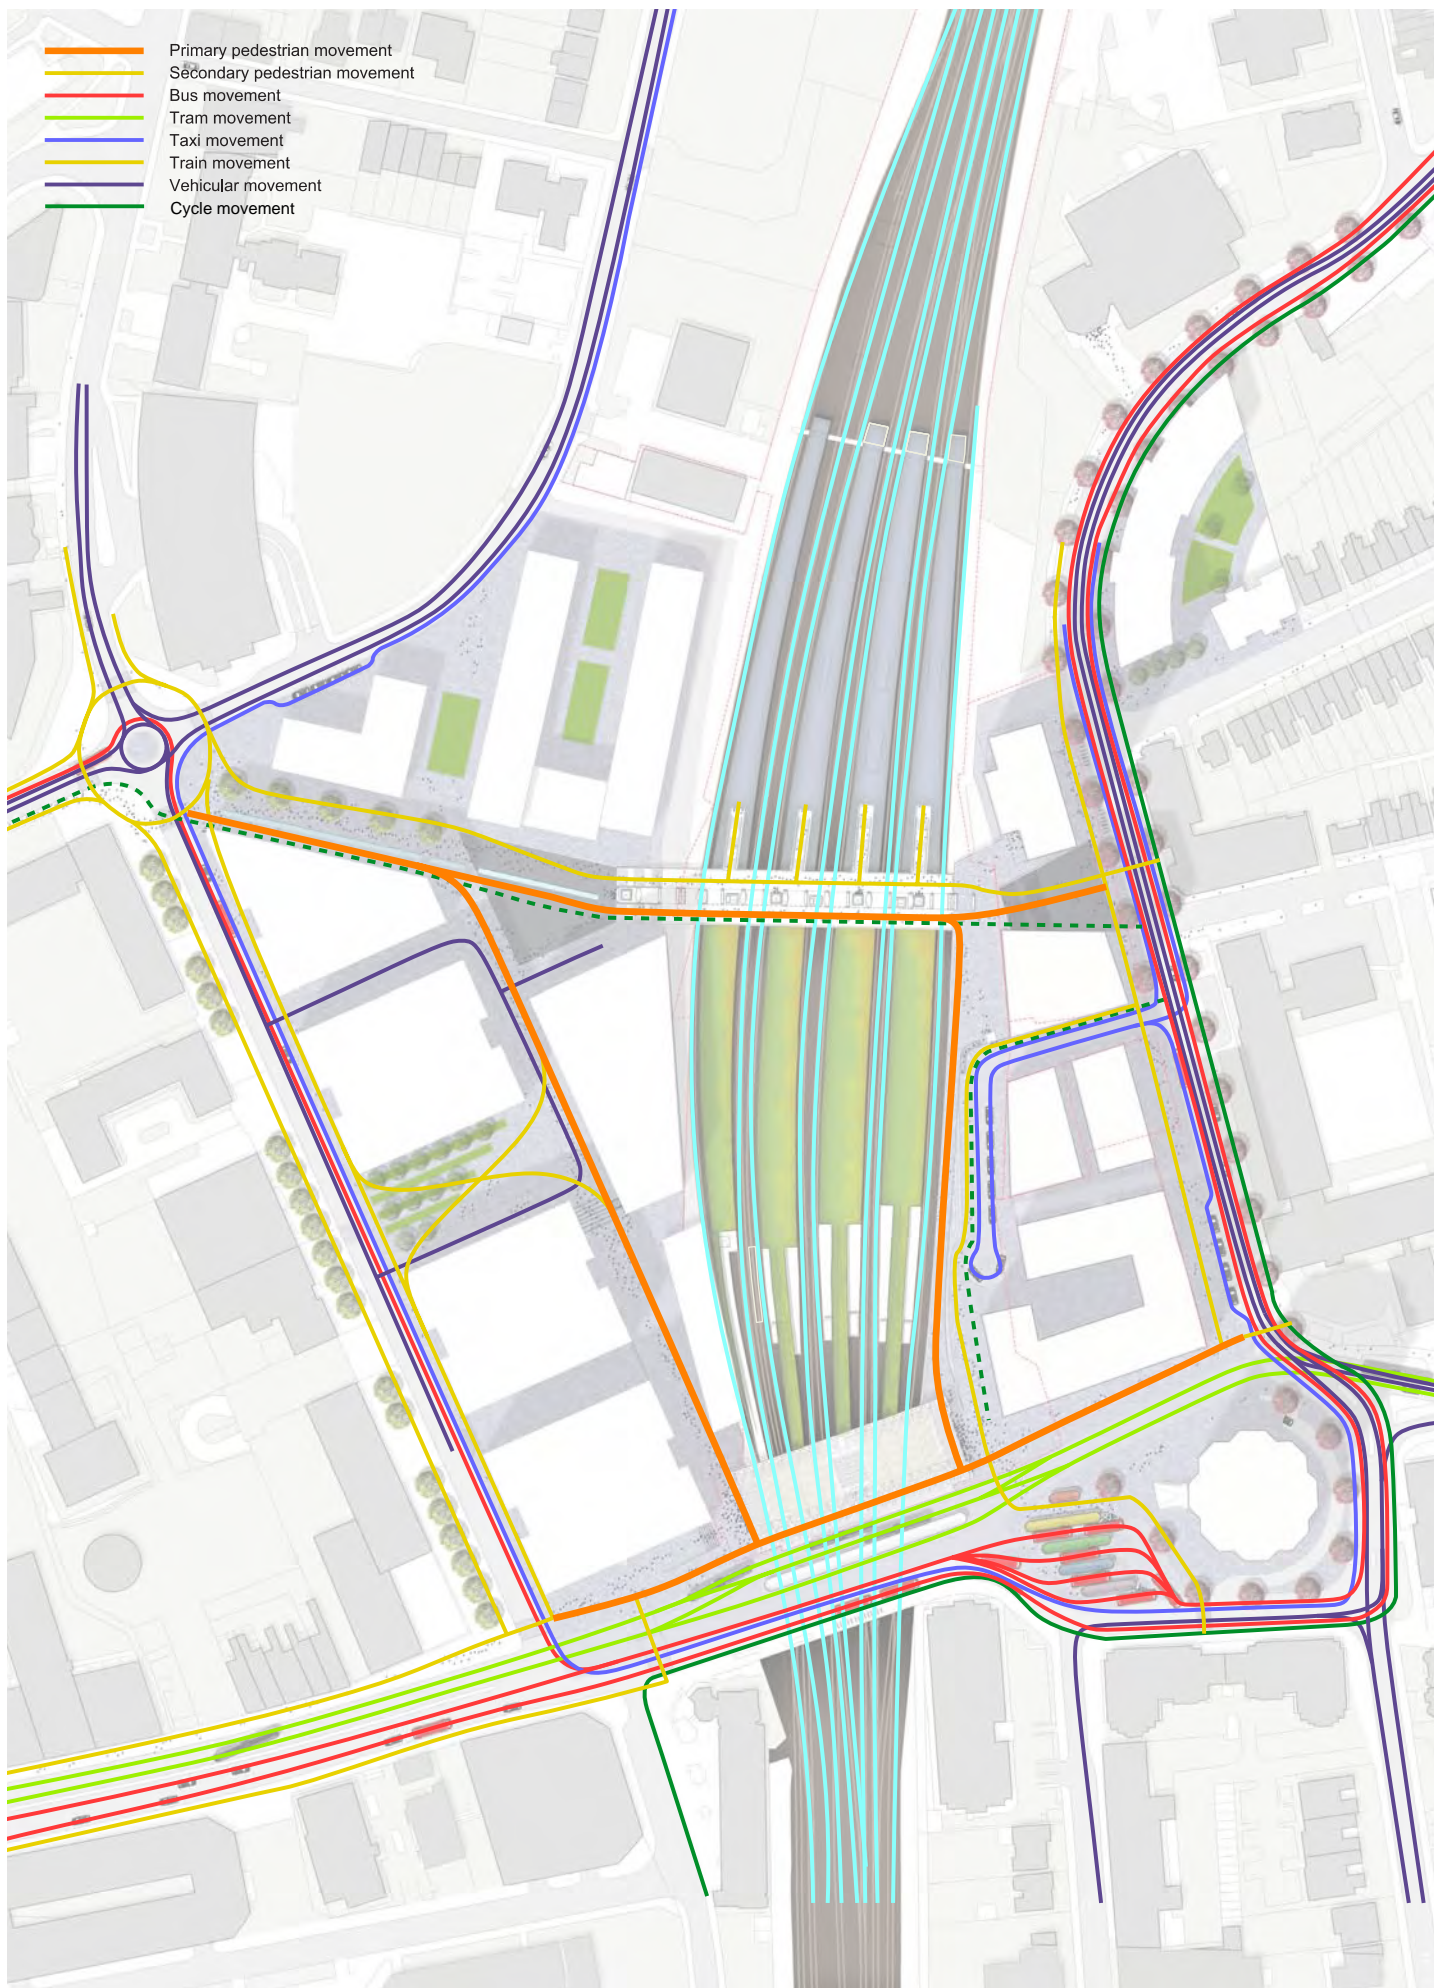 Primary pedestrian movement
Secondary pedestrian movement
Bus movement
Tram movement
Taxi movement
Train movement
Vehicular movement
Cycle movement